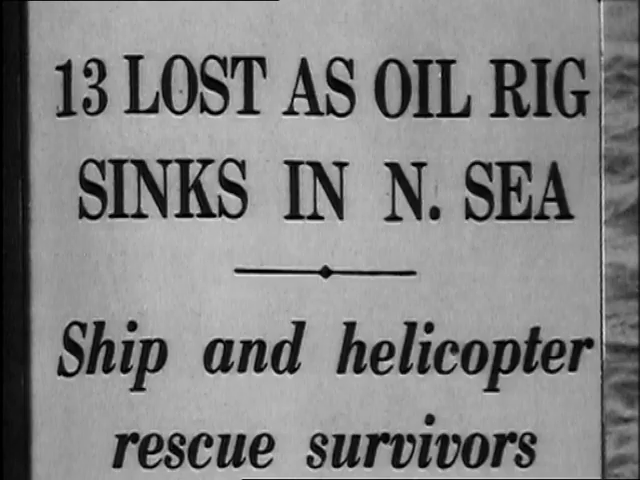 13 LOST AS OIL RIG
SINKS IN N. SEA
Ship and helicopter
rescue survivors